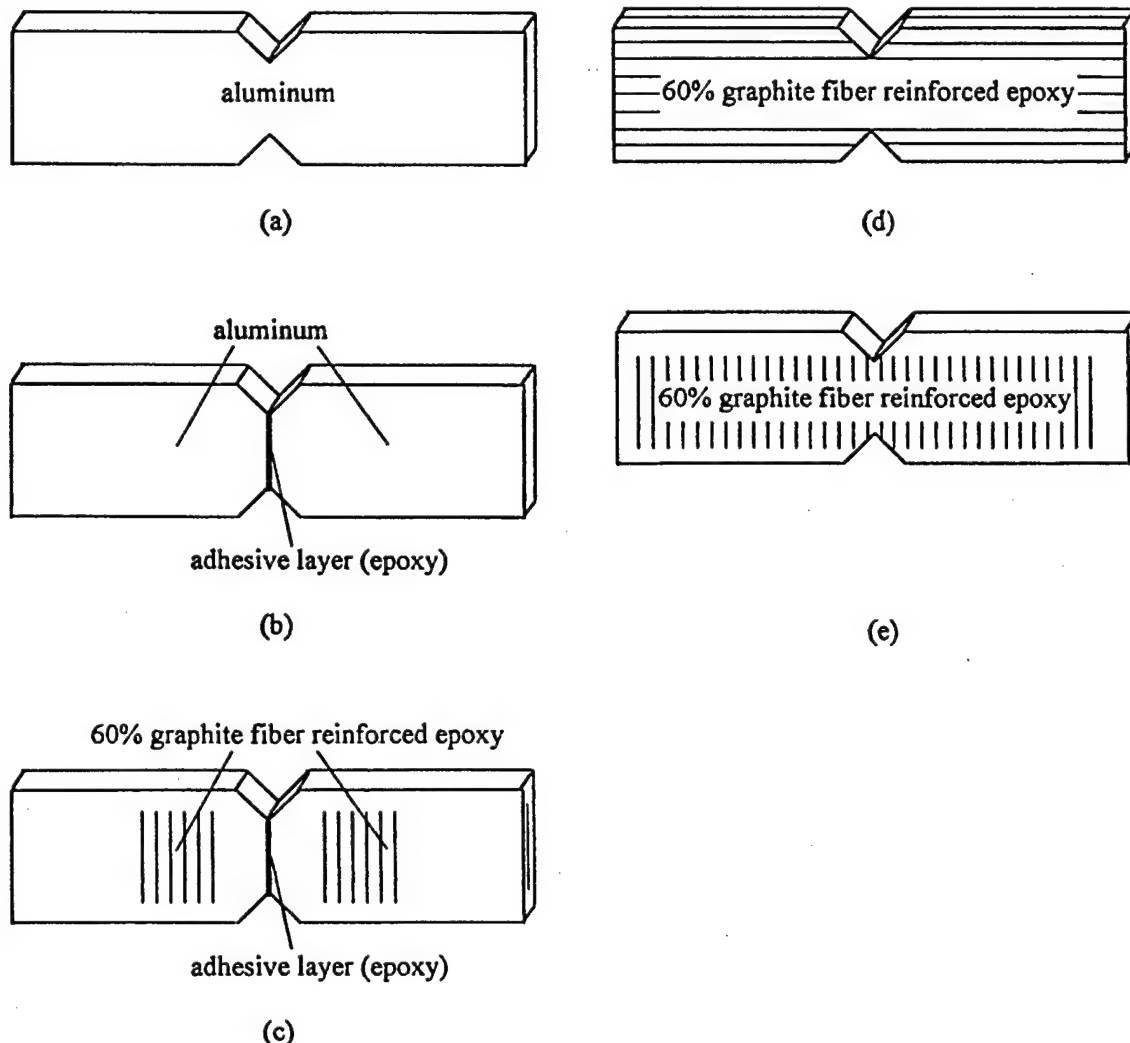 aluminum
(a)
aluminum
adhesive layer (epoxy)
(b)
60% graphite fiber reinforced epoxy
adhesive layer (epoxy)
(c)
60% graphite fiber reinforced epoxy
(d)
60% graphite fiber reinforced epoxy
(e)